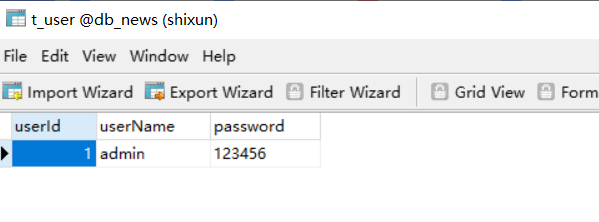 t_user @db_news (shixun)
File Edit View Window Help
Import Wizard Export Wizard Filter Wizard Grid View Form
userId userName password
1 admin 123456